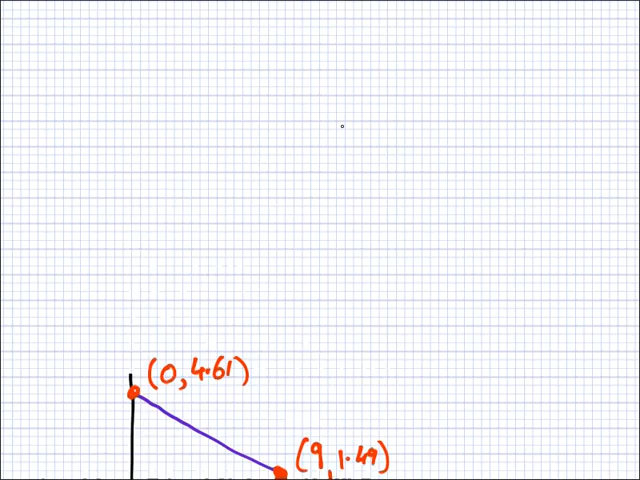 (0, 4.61)
(9, 1.49)